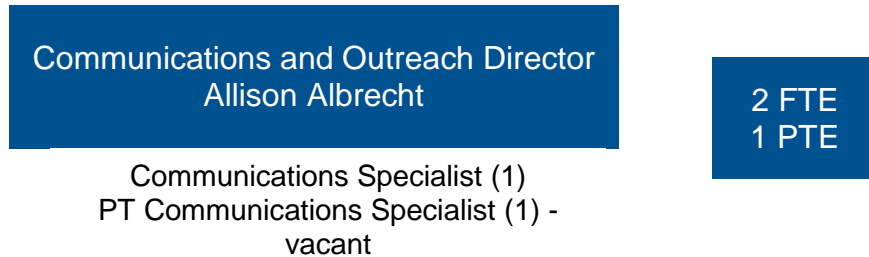 Communications and Outreach Director
Allison Albrecht
2 FTE
1 PTE
Communications Specialist (1)
PT Communications Specialist (1) -
vacant